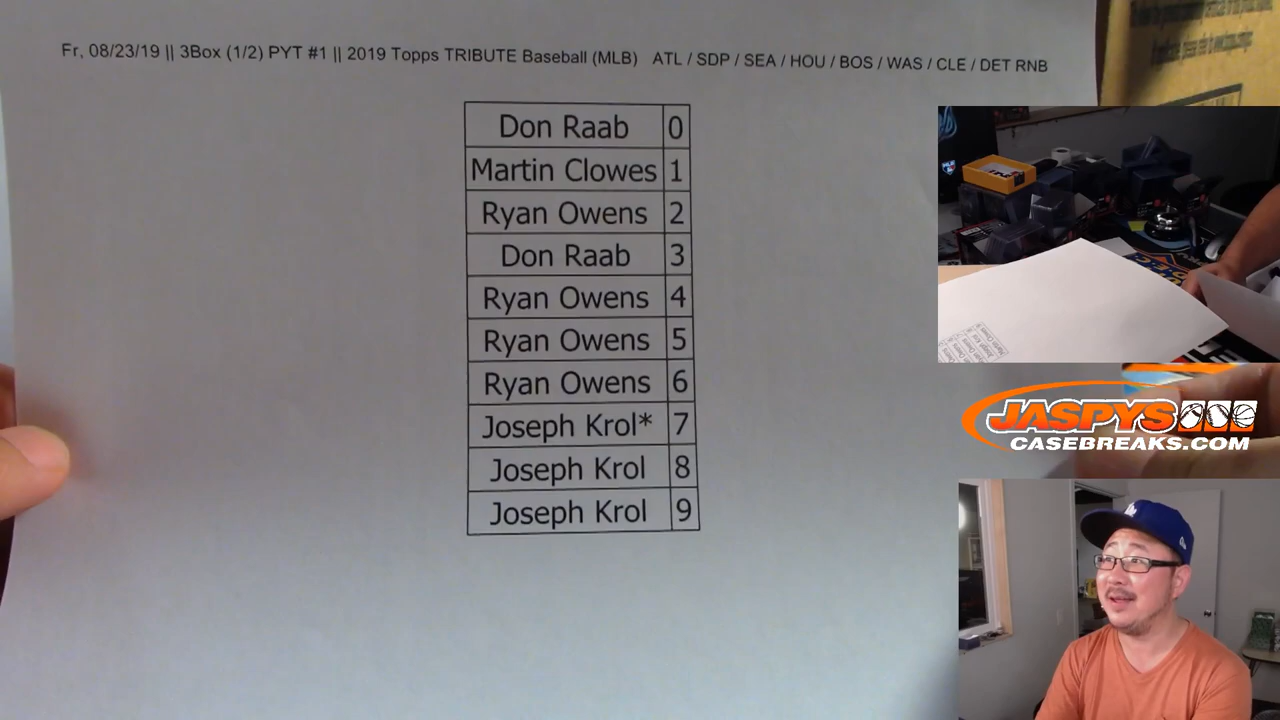 Fr, 08/23/19 || 3Box (1/2) PYT #1 || 2019 Topps TRIBUTE Baseball (MLB) ATL / SDP / SEA / HOU / BOS / WAS / CLE / DET RNB
Don Raab 0
Martin Clowes 1
Ryan Owens 2
Don Raab 3
Ryan Owens 4
Ryan Owens 5
Ryan Owens 6
Joseph Krol* 7
Joseph Krol 8
Joseph Krol 9
JASPYS
CASEBREAKS.COM
LA